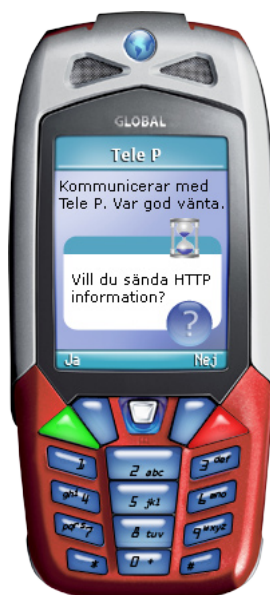 GLOBAL
Tele P
Kommunicerar med
Tele P. Var god vänta.
Vill du sända HTTP
information?
?
Ja Nej
1 2 abc 3 def
ghi 4 5 jkl 6 mno
pqrs 7 8 tuv 9 wxyz
* 0 + #